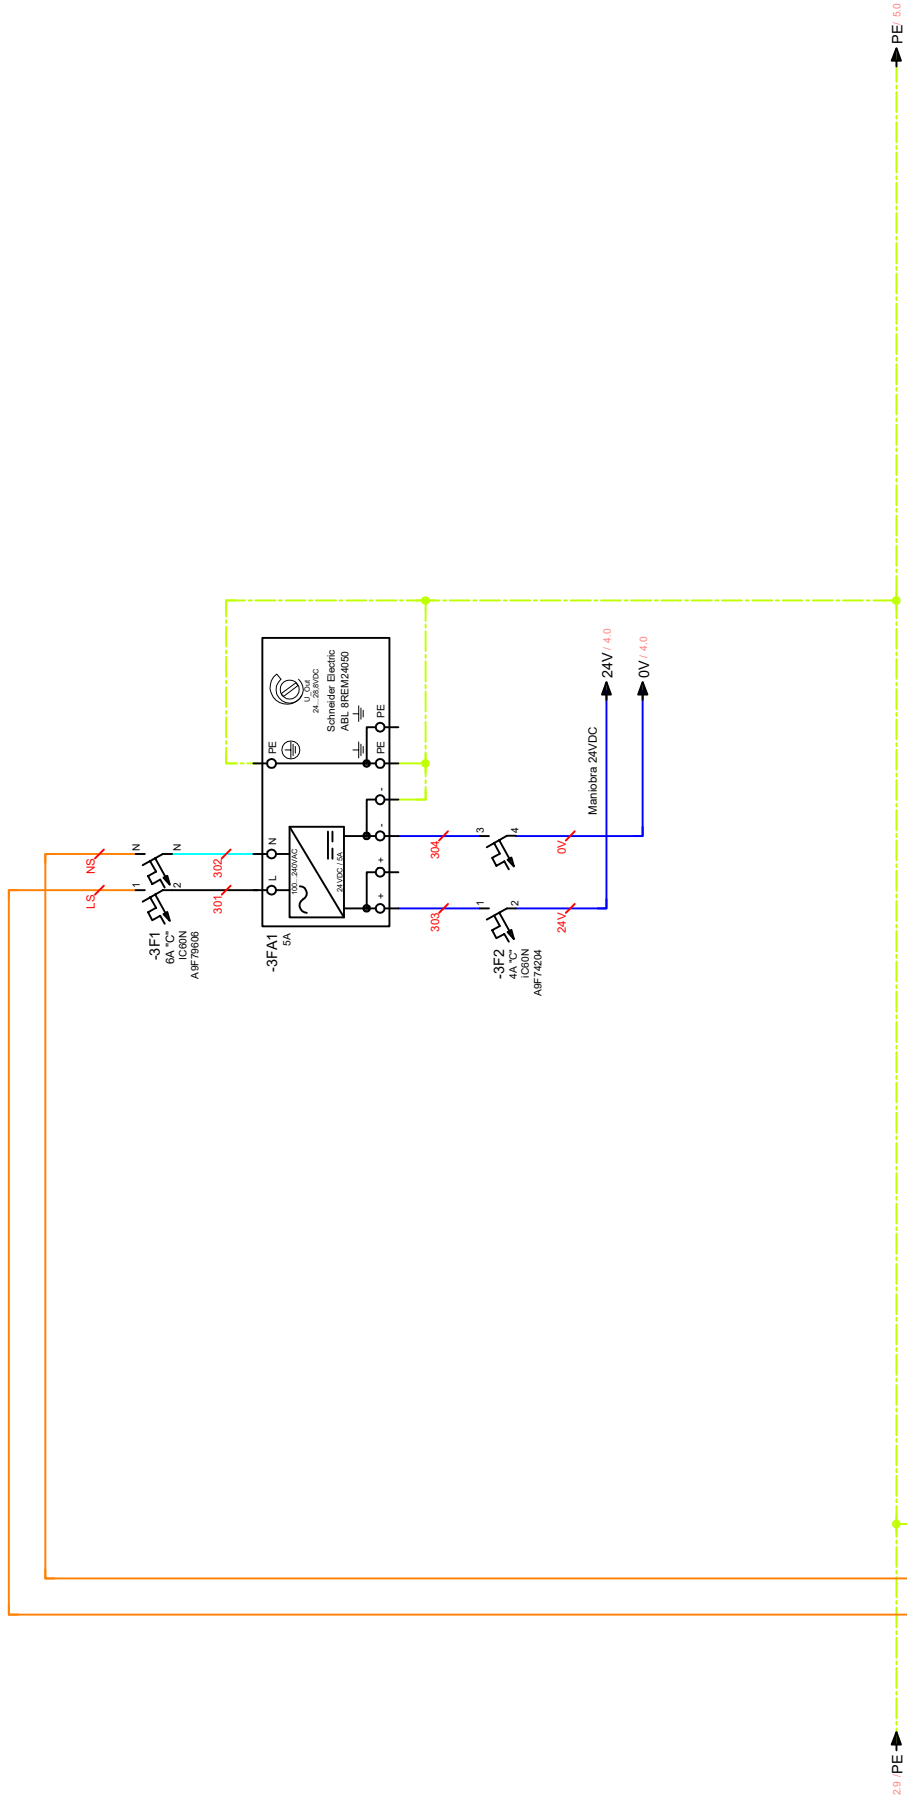 LS
NS
-3F1
6A "C"
IC60N
A9F79606
1
2
N
N
301
302
-3FA1
5A
L
N
PE
100...240VAC
24VDC / 5A
U_Out
24...28,8VDC
Schneider Electric
ABL 8REM24050
+
+
-
-
PE
PE
303
304
-3F2
4A "C"
iC60N
A9F74204
1
2
3
4
24V
0V
Maniobra 24VDC
24V / 4.0
0V / 4.0
2.9 / PE
PE / 5.0